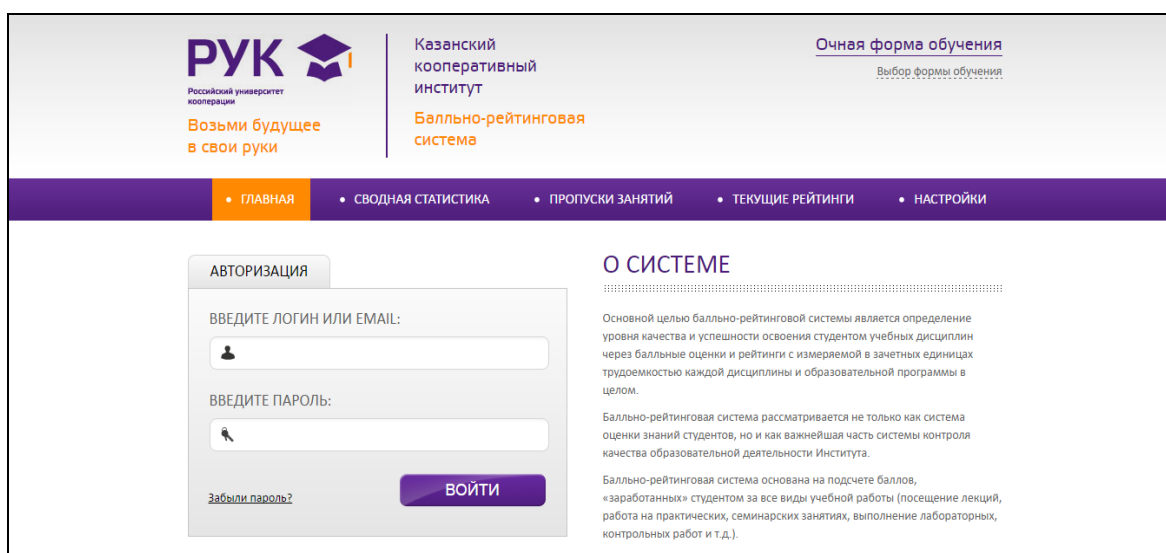 РУК
Российский университет
кооперации
Возьми будущее
в свои руки
Казанский
кооперативный
институт
Балльно-рейтинговая
система
Очная форма обучения
Выбор формы обучения
• ГЛАВНАЯ • СВОДНАЯ СТАТИСТИКА • ПРОПУСКИ ЗАНЯТИЙ • ТЕКУЩИЕ РЕЙТИНГИ • НАСТРОЙКИ
АВТОРИЗАЦИЯ
ВВЕДИТЕ ЛОГИН ИЛИ EMAIL:
ВВЕДИТЕ ПАРОЛЬ:
Забыли пароль?
ВОЙТИ
О СИСТЕМЕ
Основной целью балльно-рейтинговой системы является определение
уровня качества и успешности освоения студентом учебных дисциплин
через балльные оценки и рейтинги с измеряемой в зачетных единицах
трудоемкостью каждой дисциплины и образовательной программы в
целом.
Балльно-рейтинговая система рассматривается не только как система
оценки знаний студентов, но и как важнейшая часть системы контроля
качества образовательной деятельности Института.
Балльно-рейтинговая система основана на подсчете баллов,
«заработанных» студентом за все виды учебной работы (посещение лекций,
работа на практических, семинарских занятиях, выполнение лабораторных,
контрольных работ и т.д.).